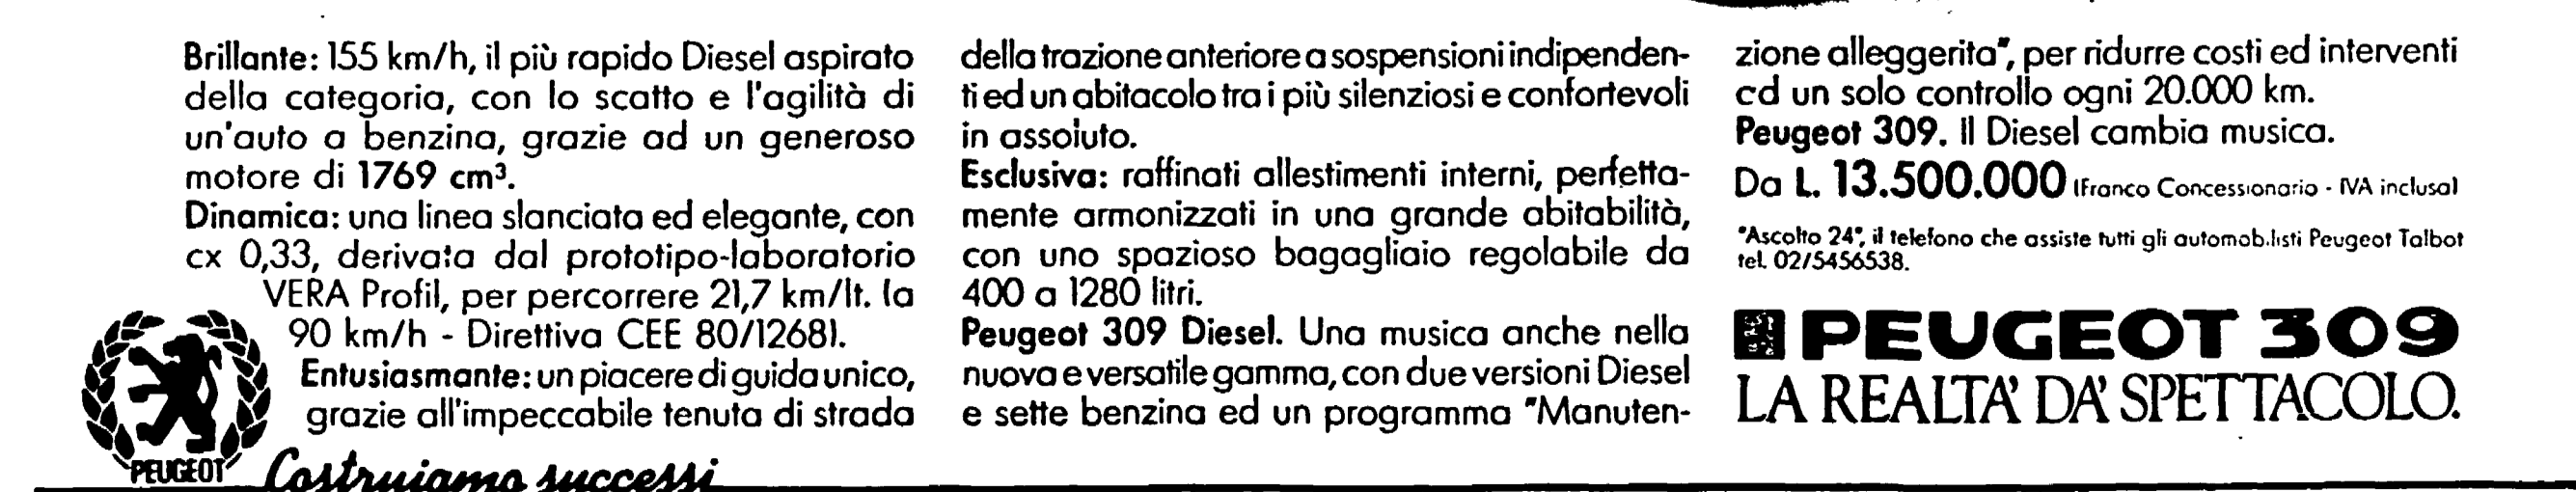 Brillante: 155 km/h, il più rapido Diesel aspirato
della categoria, con lo scatto e l'agilità di
un'auto a benzina, grazie ad un generoso
motore di 1769 cm³.
Dinamica: una linea slanciata ed elegante, con
cx 0,33, derivata dal prototipo-laboratorio
VERA Profil, per percorrere 21,7 km/lt. (a
90 km/h - Direttiva CEE 80/1268).
Entusiasmante: un piacere di guida unico,
grazie all'impeccabile tenuta di strada
della trazione anteriore a sospensioni indipenden-
ti ed un abitacolo tra i più silenziosi e confortevoli
in assoluto.
Esclusiva: raffinati allestimenti interni, perfetta-
mente armonizzati in una grande abitabilità,
con uno spazioso bagagliaio regolabile da
400 a 1280 litri.
Peugeot 309 Diesel. Una musica anche nella
nuova e versatile gamma, con due versioni Diesel
e sette benzina ed un programma "Manuten-
zione alleggerita", per ridurre costi ed interventi
ed un solo controllo ogni 20.000 km.
Peugeot 309. Il Diesel cambia musica.
Da L. 13.500.000 (Franco Concessionario - IVA inclusa)
"Ascolto 24", il telefono che assiste tutti gli automobilisti Peugeot Talbot
tel. 02/5456538.
PEUGEOT 309
LA REALTA' DA' SPETTACOLO.
PEUGEOT
Costruiamo successi